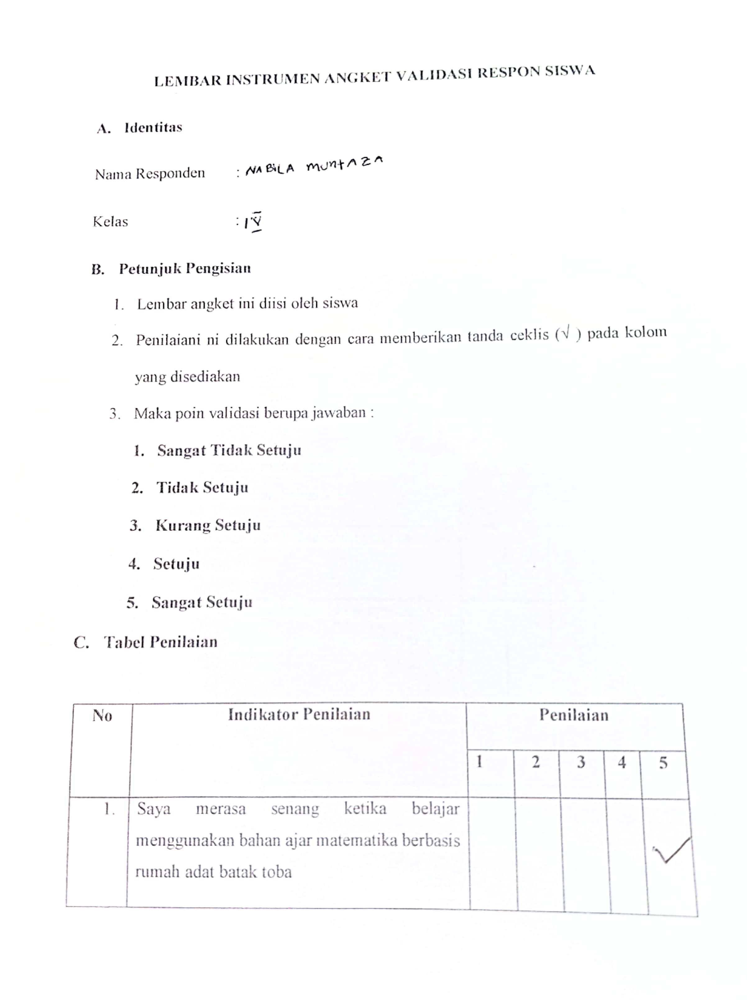 LEMBAR INSTRUMEN ANGKET VALIDASI RESPON SISWA
A. Identitas
Nama Responden : NABILA MUNTAZA
Kelas : IV
B. Petunjuk Pengisian
1. Lembar angket ini diisi oleh siswa
2. Penilaiani ni dilakukan dengan cara memberikan tanda ceklis (√ ) pada kolom
yang disediakan
3. Maka poin validasi berupa jawaban :
1. Sangat Tidak Setuju
2. Tidak Setuju
3. Kurang Setuju
4. Setuju
5. Sangat Setuju
C. Tabel Penilaian
No Indikator Penilaian Penilaian
1 2 3 4 5
1. Saya merasa senang ketika belajar
menggunakan bahan ajar matematika berbasis
rumah adat batak toba ✓